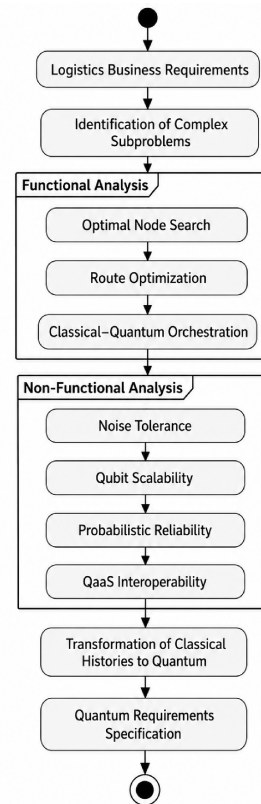 Logistics Business Requirements
Identification of Complex
Subproblems
Functional Analysis
Optimal Node Search
Route Optimization
Classical–Quantum Orchestration
Non-Functional Analysis
Noise Tolerance
Qubit Scalability
Probabilistic Reliability
QaaS Interoperability
Transformation of Classical
Histories to Quantum
Quantum Requirements
Specification